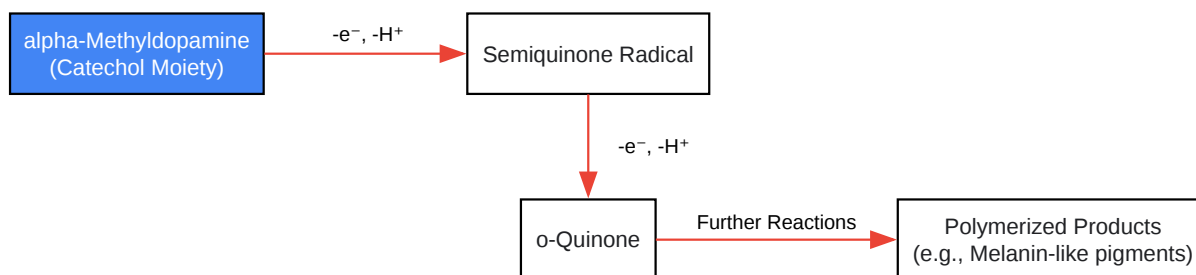 alpha-Methyldopamine
(Catechol Moiety)
-e⁻, -H⁺
Semiquinone Radical
-e⁻, -H⁺
o-Quinone
Further Reactions
Polymerized Products
(e.g., Melanin-like pigments)